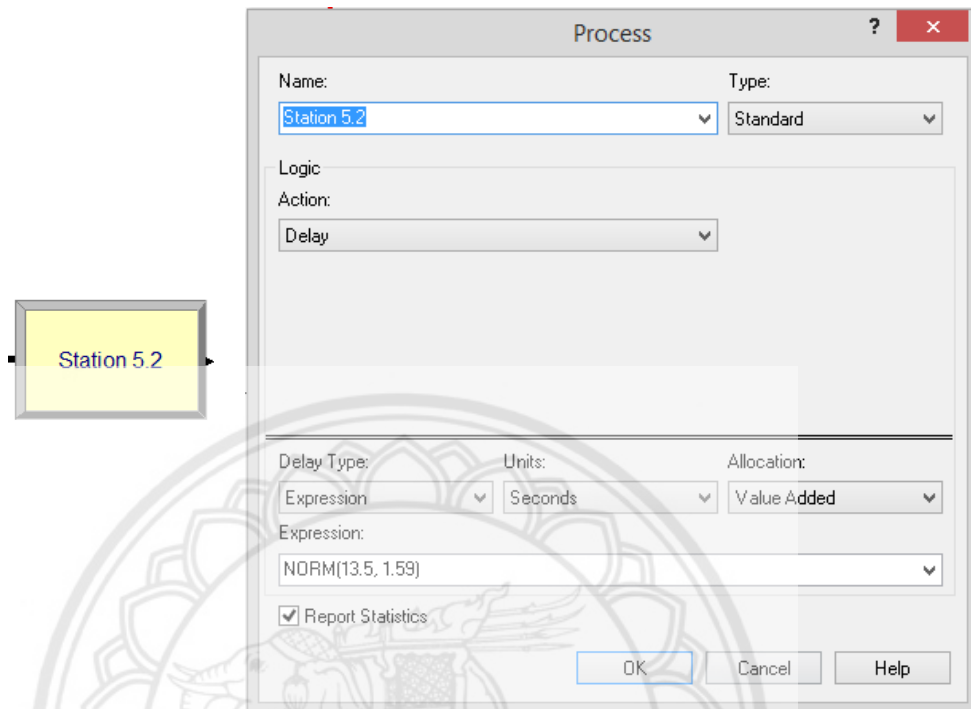 Process
?
×
Name:
Type:
Station 5.2
Standard
Logic
Action:
Delay
Station 5.2
Delay Type:
Units:
Allocation:
Expression
Seconds
Value Added
Expression:
NORM(13.5, 1.59)
Report Statistics
OK
Cancel
Help